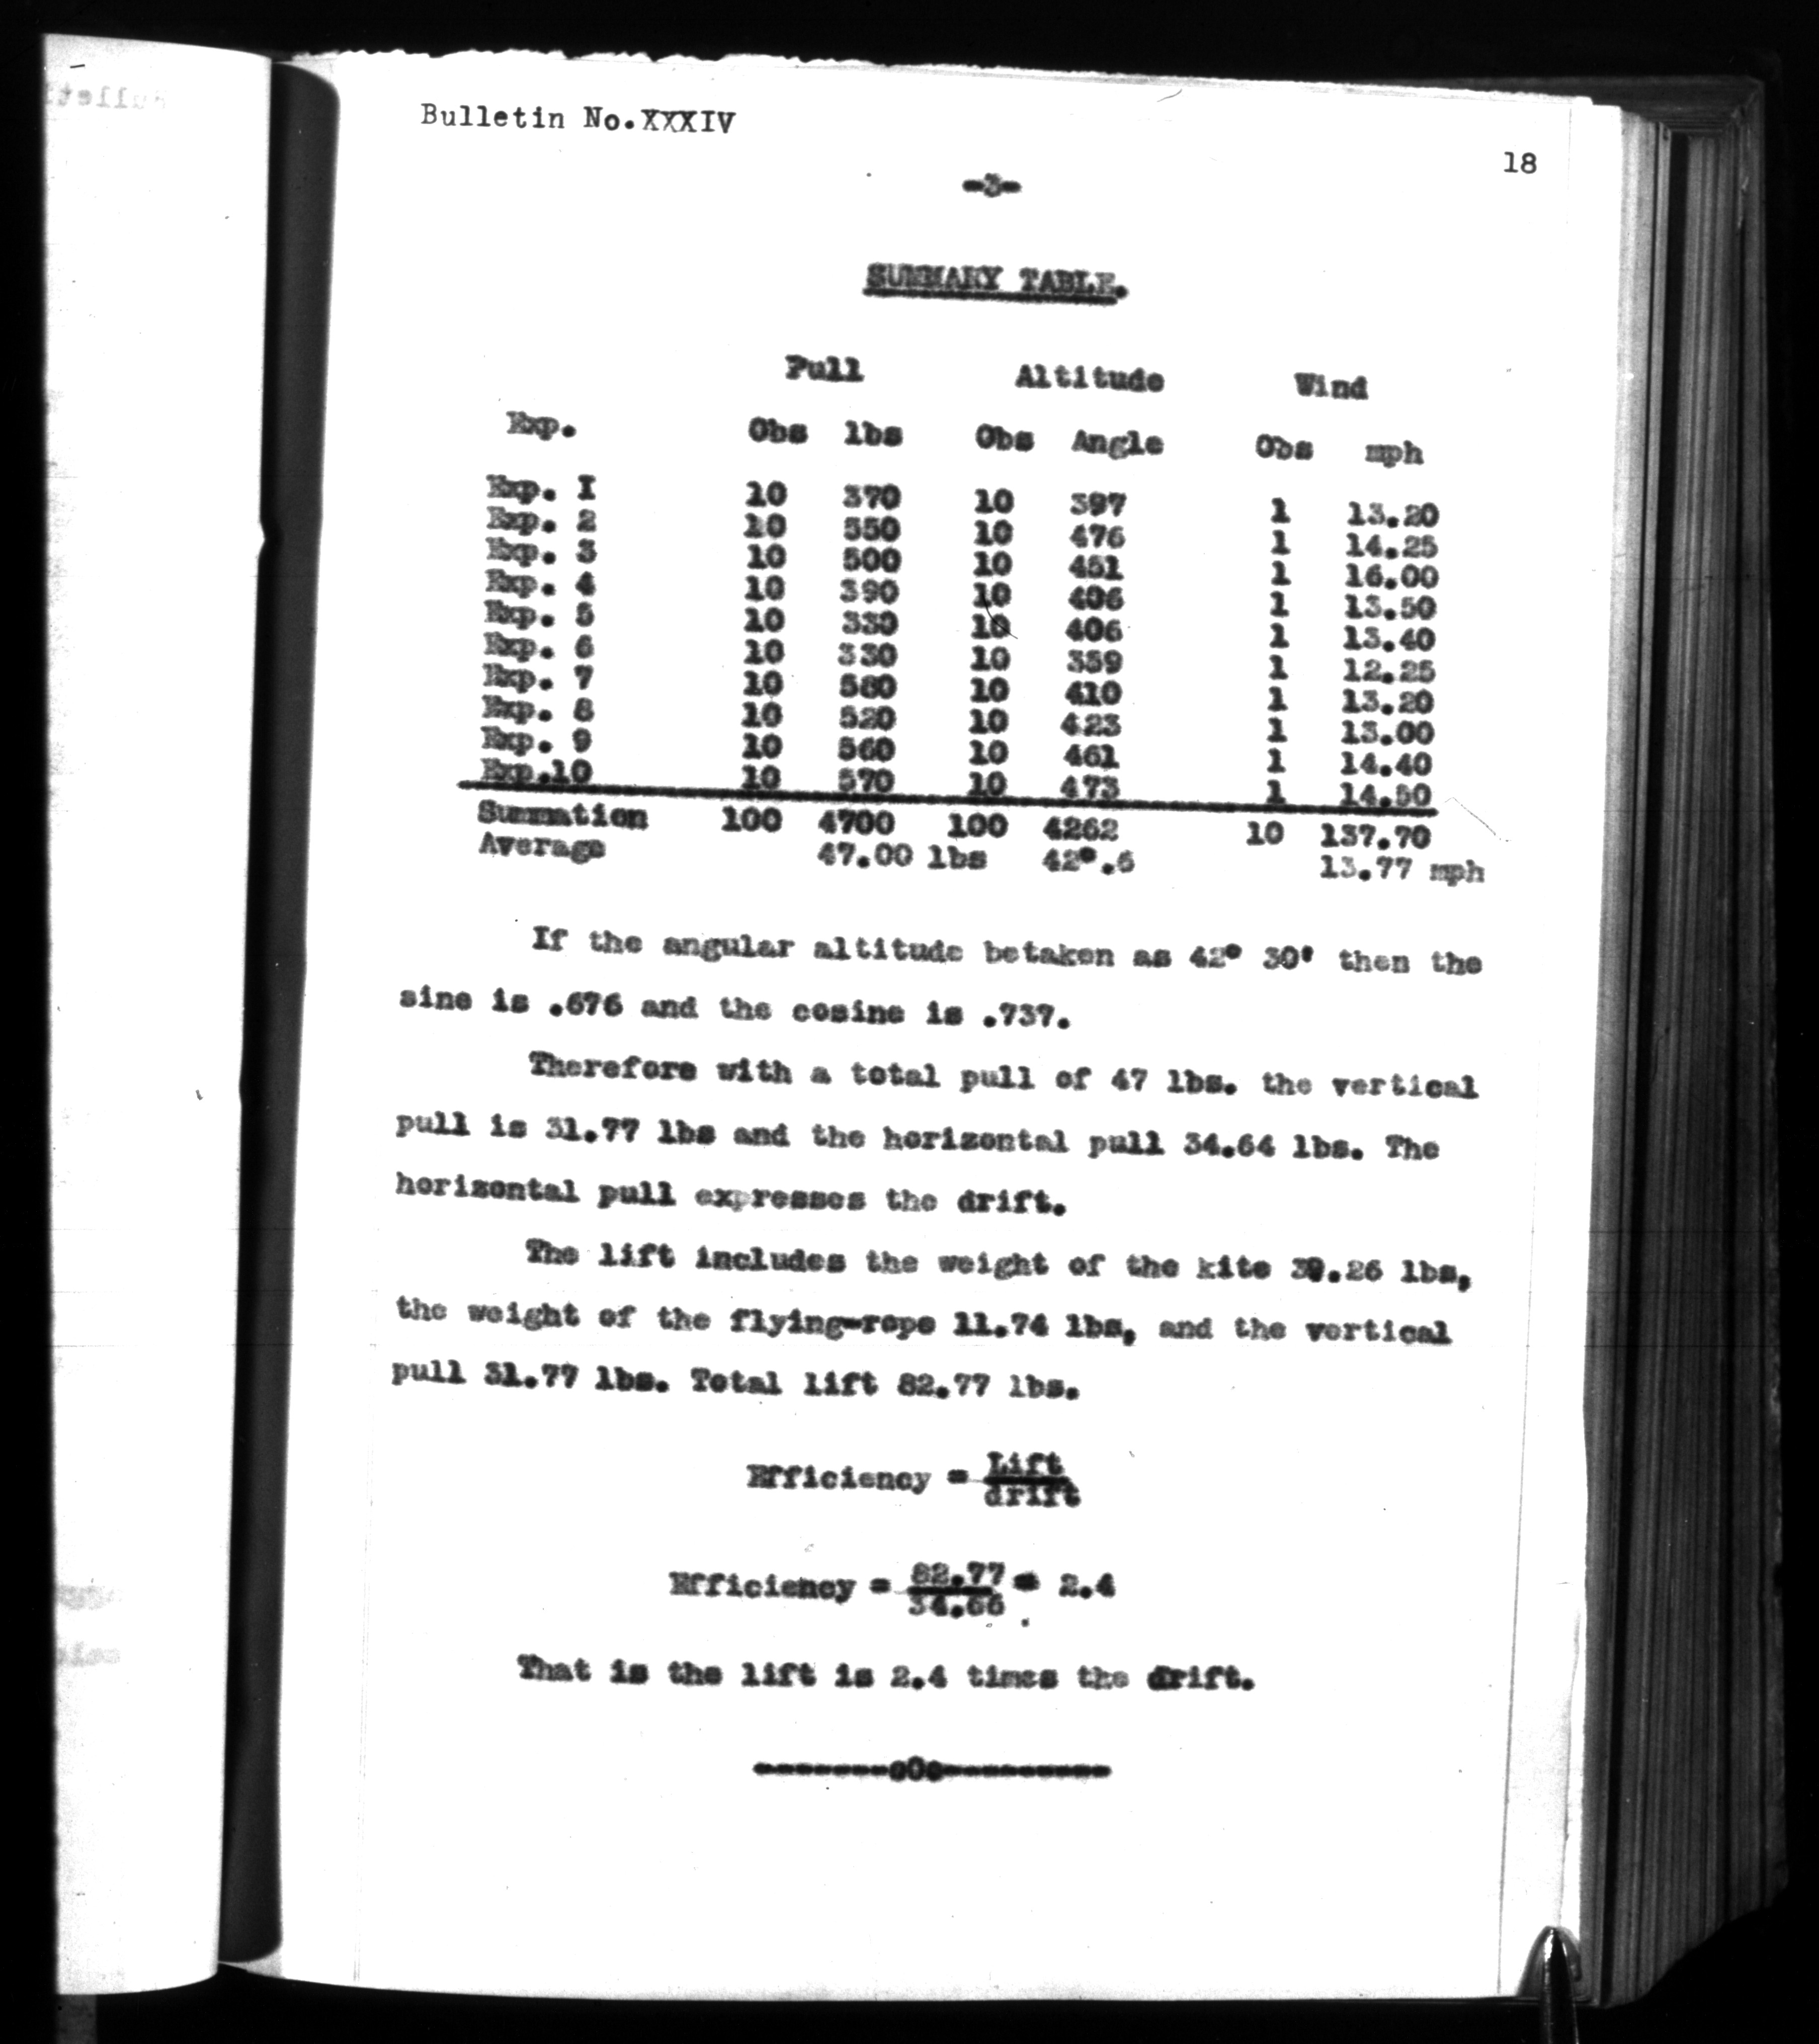 Bulletin No.XXXIV
18
-3-
SUMMARY TABLE.
Pull Altitude Wind
Exp. Obs lbs Obs Angle Obs mph
Exp. I 10 370 10 397 1 13.20
Exp. 2 10 550 10 476 1 14.25
Exp. 3 10 500 10 451 1 16.00
Exp. 4 10 390 10 406 1 13.50
Exp. 5 10 330 10 406 1 13.40
Exp. 6 10 330 10 359 1 12.25
Exp. 7 10 580 10 410 1 13.20
Exp. 8 10 520 10 423 1 13.00
Exp. 9 10 560 10 461 1 14.40
Exp.10 10 570 10 473 1 14.50
Summation 100 4700 100 4262 10 137.70
Average 47.00 lbs 42°.6 13.77 mph
If the angular altitude betaken as 42° 30' then the
sine is .676 and the cosine is .737.
Therefore with a total pull of 47 lbs. the vertical
pull is 31.77 lbs and the horizontal pull 34.64 lbs. The
horizontal pull expresses the drift.
The lift includes the weight of the kite 39.26 lbs,
the weight of the flying-rope 11.74 lbs, and the vertical
pull 31.77 lbs. Total lift 82.77 lbs.
Efficiency = Lift
drift
Efficiency = 82.77 = 2.4
34.66
That is the lift is 2.4 times the drift.
--------oOo----------